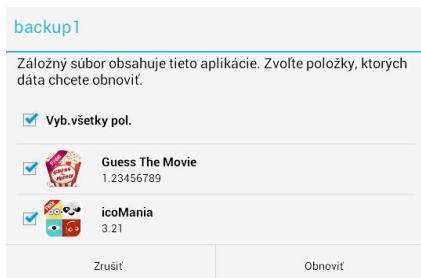 backup1
Záložný súbor obsahuje tieto aplikácie. Zvoľte položky, ktorých
dáta chcete obnoviť.
Vyb.všetky pol.
Guess The Movie
1.23456789
icoMania
3.21
Zrušiť
Obnoviť